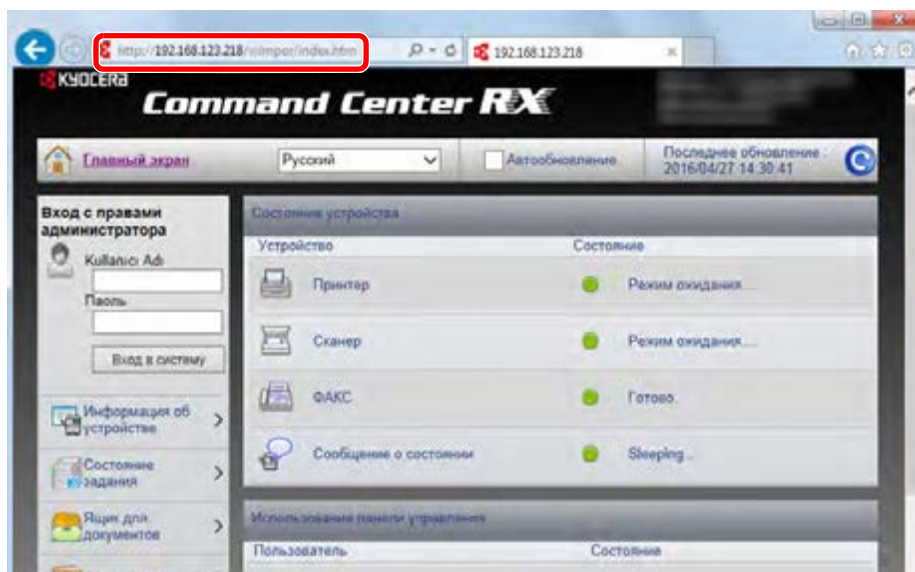 http://192.168.123.218/wlmpor/index.htm
192.168.123.218
KYOCERA
Command Center RX
Главный экран
Русский
Автообновление
Последнее обновление :
2016/04/27 14:30:41
Вход с правами
администратора
Kullanıcı Adı
Паоль
Вход в систему
Информация об
устройстве
Состояние
задания
Ящик для
документов
Состояние устройства
Устройство
Состояние
Принтер
Режим ожидания....
Сканер
Режим ожидания....
ФАКС
Готово.
Сообщение о состоянии
Sleeping...
Использование панели управления
Пользователь
Состояние